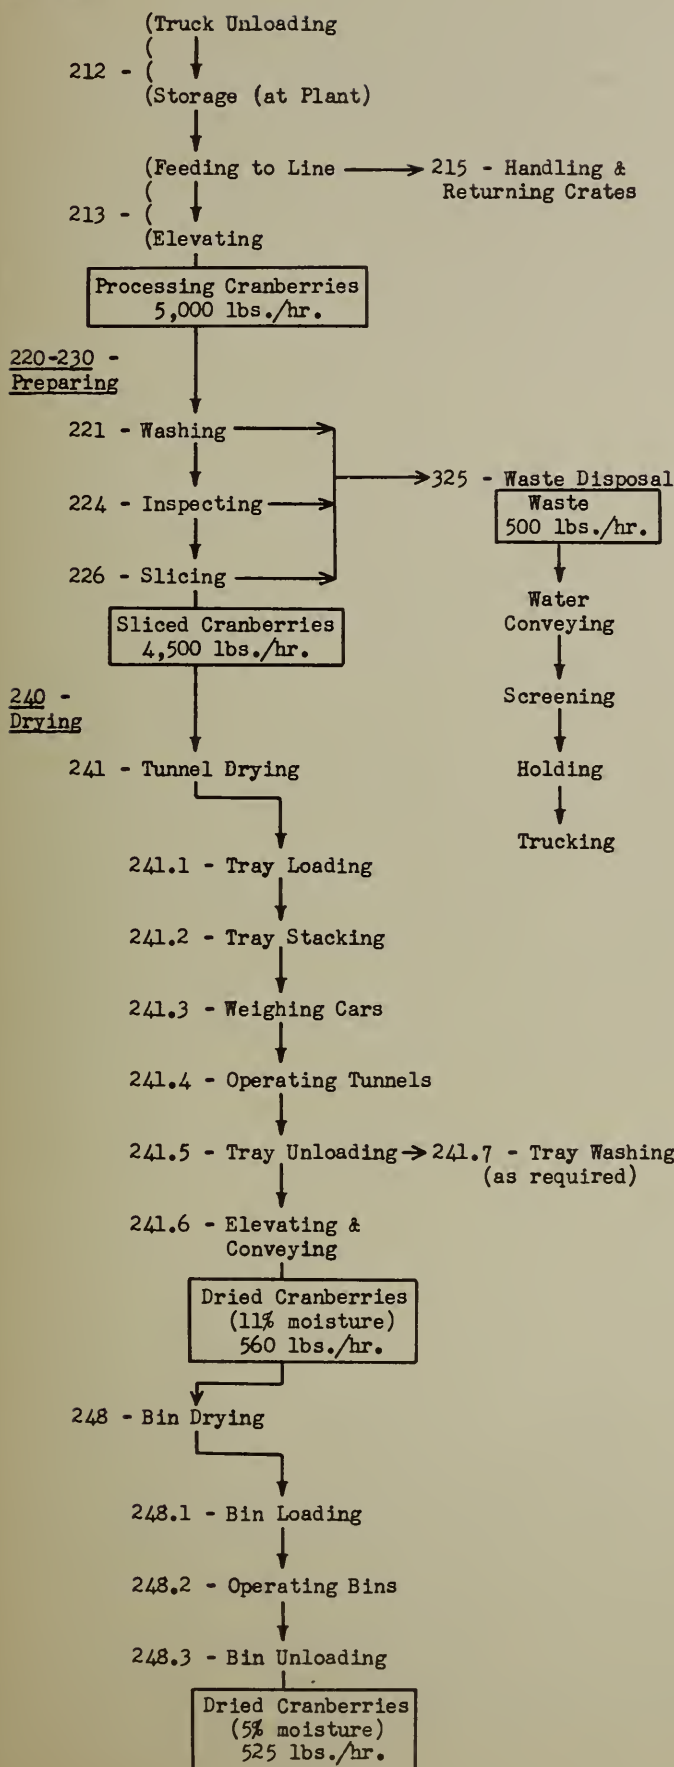 (Truck Unloading
(
212 - (
(Storage (at Plant)
(Feeding to Line
215 - Handling &
Returning Crates
(
213 - (
(Elevating
Processing Cranberries
5,000 lbs./hr.
220-230 -
Preparing
221 - Washing
224 - Inspecting
226 - Slicing
325 - Waste Disposal
Waste
500 lbs./hr.
Water
Conveying
Screening
Holding
Trucking
Sliced Cranberries
4,500 lbs./hr.
240 -
Drying
241 - Tunnel Drying
241.1 - Tray Loading
241.2 - Tray Stacking
241.3 - Weighing Cars
241.4 - Operating Tunnels
241.5 - Tray Unloading
241.7 - Tray Washing
(as required)
241.6 - Elevating &
Conveying
Dried Cranberries
(11% moisture)
560 lbs./hr.
248 - Bin Drying
248.1 - Bin Loading
248.2 - Operating Bins
248.3 - Bin Unloading
Dried Cranberries
(5% moisture)
525 lbs./hr.